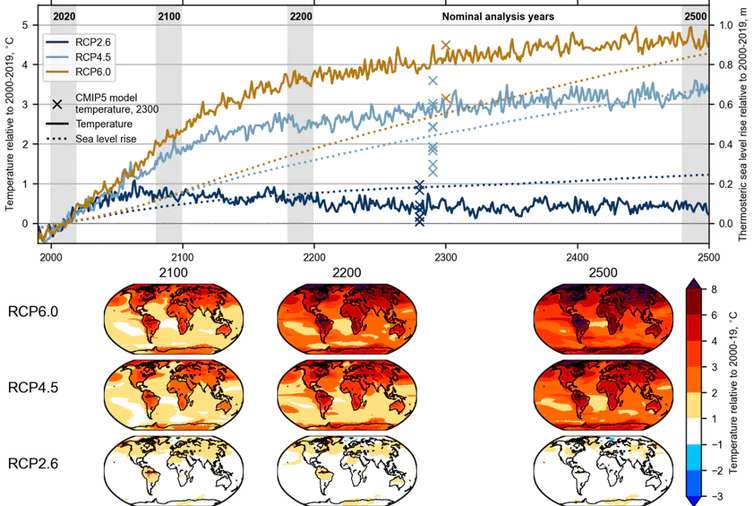 2020 2100 2200 Nominal analysis years 2500
RCP2.6
RCP4.5
RCP6.0
CMIP5 model
temperature, 2300
Temperature
Sea level rise
Temperature relative to 2000-2019, °C
5
4
3
2
1
0
Thermosteric sea level rise relative to 2000-2019, m
1.0
0.8
0.6
0.4
0.2
0.0
2000 2100 2200 2300 2400 2500
2100 2200 2500
RCP6.0
RCP4.5
RCP2.6
8
6
4
3
2
1
−1
−2
−3
Temperature relative to 2000-19, °C